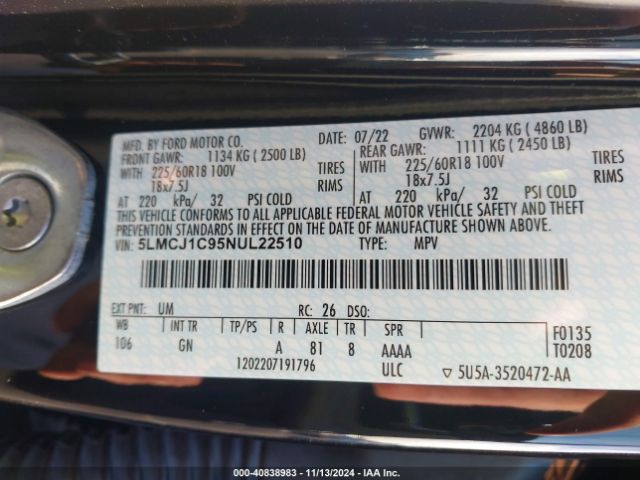 MFD. BY FORD MOTOR CO. DATE: 07/22 GVWR: 2204 KG ( 4860 LB)
FRONT GAWR: 1134 KG ( 2500 LB) REAR GAWR: 1111 KG ( 2450 LB)
WITH 225/60R18 100V TIRES WITH 225/60R18 100V TIRES
18x7.5J RIMS 18x7.5J RIMS
AT 220 kPa/ 32 PSI COLD AT 220 kPa/ 32 PSI COLD
THIS VEHICLE CONFORMS TO ALL APPLICABLE FEDERAL MOTOR VEHICLE SAFETY AND THEFT
PREVENTION STANDARDS IN EFFECT ON THE DATE OF MANUFACTURE SHOWN ABOVE.
VIN: 5LMCJ1C95NUL22510 TYPE: MPV
EXT PNT: UM RC: 26 DSO:
WB INT TR TP/PS R AXLE TR SPR F0135
106 GN A 81 8 AAAA T0208
1202207191796 ULC 5U5A-3520472-AA
000-40838983 — 11/13/2024 — IAA Inc.